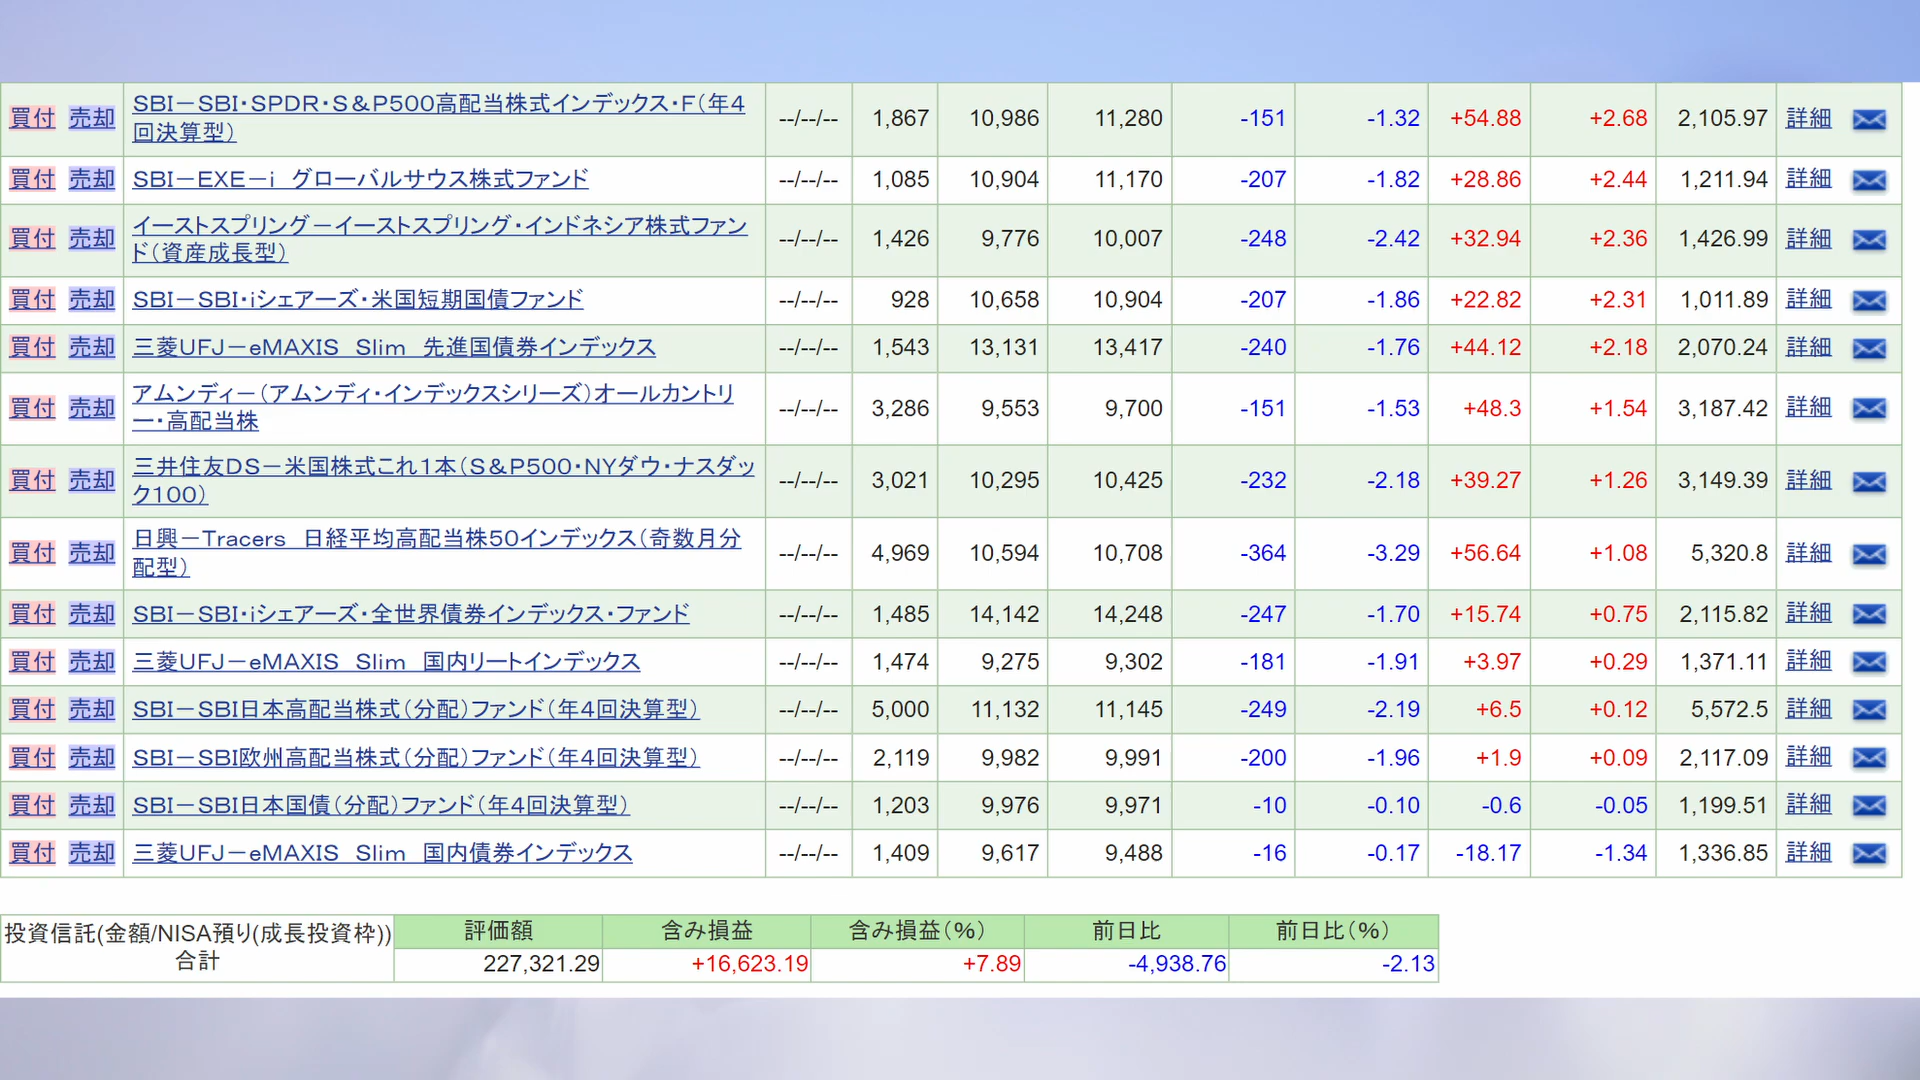 買付 売却 SBI－SBI・SPDR・S＆P500高配当株式インデックス・F（年4 --/--/-- 1,867 10,986 11,280 -151 -1.32 +54.88 +2.68 2,105.97 詳細
回決算型）
買付 売却 SBI－EXE－i　グローバルサウス株式ファンド --/--/-- 1,085 10,904 11,170 -207 -1.82 +28.86 +2.44 1,211.94 詳細
買付 売却 イーストスプリング－イーストスプリング・インドネシア株式ファン --/--/-- 1,426 9,776 10,007 -248 -2.42 +32.94 +2.36 1,426.99 詳細
ド（資産成長型）
買付 売却 SBI－SBI・iシェアーズ・米国短期国債ファンド --/--/-- 928 10,658 10,904 -207 -1.86 +22.82 +2.31 1,011.89 詳細
買付 売却 三菱UFJ－eMAXIS　Slim　先進国債券インデックス --/--/-- 1,543 13,131 13,417 -240 -1.76 +44.12 +2.18 2,070.24 詳細
買付 売却 アムンディ－（アムンディ・インデックスシリーズ）オールカントリ --/--/-- 3,286 9,553 9,700 -151 -1.53 +48.3 +1.54 3,187.42 詳細
ー・高配当株
買付 売却 三井住友DS－米国株式これ1本（S＆P500・NYダウ・ナスダッ --/--/-- 3,021 10,295 10,425 -232 -2.18 +39.27 +1.26 3,149.39 詳細
ク100）
買付 売却 日興－Tracers　日経平均高配当株50インデックス（奇数月分 --/--/-- 4,969 10,594 10,708 -364 -3.29 +56.64 +1.08 5,320.8 詳細
配型）
買付 売却 SBI－SBI・iシェアーズ・全世界債券インデックス・ファンド --/--/-- 1,485 14,142 14,248 -247 -1.70 +15.74 +0.75 2,115.82 詳細
買付 売却 三菱UFJ－eMAXIS　Slim　国内リートインデックス --/--/-- 1,474 9,275 9,302 -181 -1.91 +3.97 +0.29 1,371.11 詳細
買付 売却 SBI－SBI日本高配当株式（分配）ファンド（年4回決算型） --/--/-- 5,000 11,132 11,145 -249 -2.19 +6.5 +0.12 5,572.5 詳細
買付 売却 SBI－SBI欧州高配当株式（分配）ファンド（年4回決算型） --/--/-- 2,119 9,982 9,991 -200 -1.96 +1.9 +0.09 2,117.09 詳細
買付 売却 SBI－SBI日本国債（分配）ファンド（年4回決算型） --/--/-- 1,203 9,976 9,971 -10 -0.10 -0.6 -0.05 1,199.51 詳細
買付 売却 三菱UFJ－eMAXIS　Slim　国内債券インデックス --/--/-- 1,409 9,617 9,488 -16 -0.17 -18.17 -1.34 1,336.85 詳細
投資信託(金額/NISA預り(成長投資枠)) 評価額 含み損益 含み損益（％） 前日比 前日比（％）
合計 227,321.29 +16,623.19 +7.89 -4,938.76 -2.13